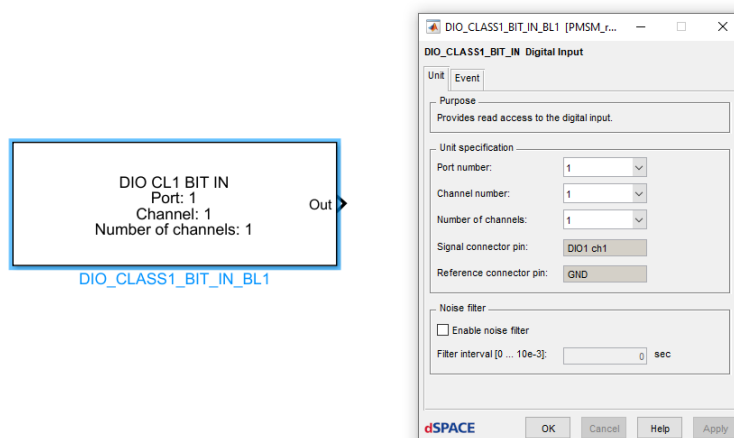 DIO CL1 BIT IN
Port: 1
Channel: 1
Number of channels: 1
Out
DIO_CLASS1_BIT_IN_BL1
DIO_CLASS1_BIT_IN_BL1 [PMSM_r...
DIO_CLASS1_BIT_IN Digital Input
Unit Event
Purpose
Provides read access to the digital input.
Unit specification
Port number: 1
Channel number: 1
Number of channels: 1
Signal connector pin: DIO1 ch1
Reference connector pin: GND
Noise filter
Enable noise filter
Filter interval [0 ... 10e-3]: 0 sec
dSPACE OK Cancel Help Apply